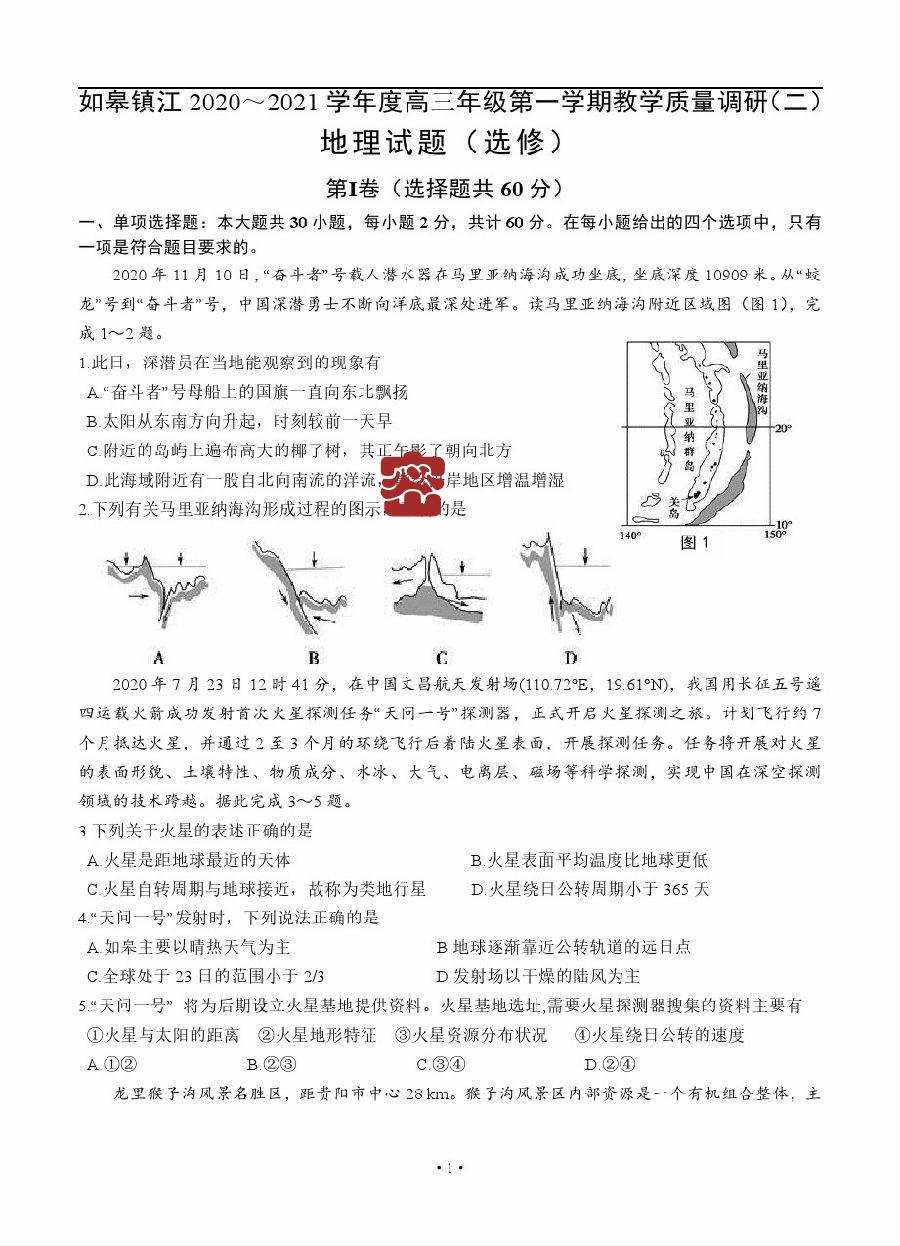 如皋镇江 2020～2021 学年度高三年级第一学期教学质量调研（二）
地理试题（选修）
第I卷（选择题共 60 分）
一、单项选择题：本大题共 30 小题，每小题 2 分，共计 60 分。在每小题给出的四个选项中，只有
一项是符合题目要求的。
2020 年 11 月 10 日，“奋斗者”号载人潜水器在马里亚纳海沟成功坐底，坐底深度 10909 米。从“蛟
龙”号到“奋斗者”号，中国深潜勇士不断向洋底最深处进军。读马里亚纳海沟附近区域图（图 1），完
成 1～2 题。
1.此日，深潜员在当地能观察到的现象有
A.“奋斗者”号母船上的国旗一直向东北飘扬
B.太阳从东南方向升起，时刻较前一天早
C.附近的岛屿上遍布高大的椰了树，其正午影了朝向北方
D.此海域附近有一股自北向南流的洋流，岸地区增温增湿
2.下列有关马里亚纳海沟形成过程的图示，的是
马里亚纳海沟
马里亚纳群岛
关岛
20°
10°
140°
150°
图 1
A B C D
2020 年 7 月 23 日 12 时 41 分，在中国文昌航天发射场(110.72°E，19.61°N)，我国用长征五号遥
四运载火箭成功发射首次火星探测任务“天问一号”探测器，正式开启火星探测之旅。计划飞行约 7
个月抵达火星，并通过 2 至 3 个月的环绕飞行后着陆火星表面，开展探测任务。任务将开展对火星
的表面形貌、土壤特性、物质成分、水冰、大气、电离层、磁场等科学探测，实现中国在深空探测
领域的技术跨越。据此完成 3～5 题。
3 下列关于火星的表述正确的是
A.火星是距地球最近的天体 B.火星表面平均温度比地球更低
C.火星自转周期与地球接近，故称为类地行星 D.火星绕日公转周期小于 365 天
4.“天问一号”发射时，下列说法正确的是
A.如皋主要以晴热天气为主 B 地球逐渐靠近公转轨道的远日点
C.全球处于 23 日的范围小于 2/3 D 发射场以干燥的陆风为主
5.“天问一号” 将为后期设立火星基地提供资料。火星基地选址,需要火星探测器搜集的资料主要有
①火星与太阳的距离 ②火星地形特征 ③火星资源分布状况 ④火星绕日公转的速度
A.①② B.②③ C.③④ D.②④
龙里猴子沟风景名胜区，距贵阳市中心 28 km。猴子沟风景区内部资源是一个有机组合整体，主
·1·